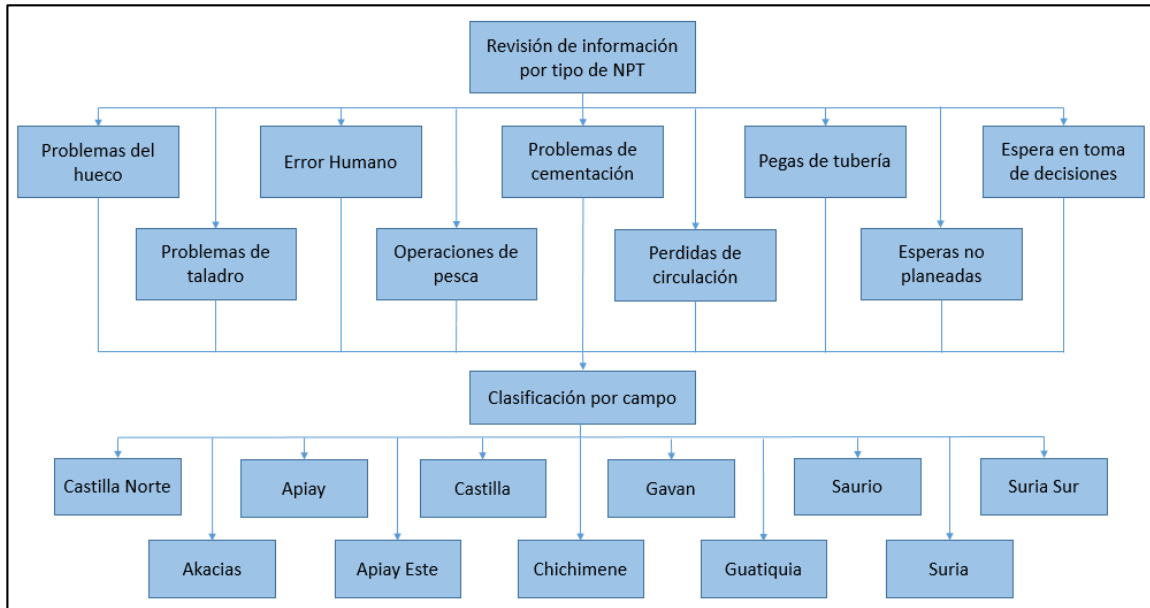 Revisión de información
por tipo de NPT
Problemas del
hueco
Error Humano
Problemas de
cementación
Pegas de tubería
Espera en toma
de decisiones
Problemas de
taladro
Operaciones de
pesca
Perdidas de
circulación
Esperas no
planeadas
Clasificación por campo
Castilla Norte
Apiay
Castilla
Gavan
Saurio
Suria Sur
Akacias
Apiay Este
Chichimene
Guatiquia
Suria